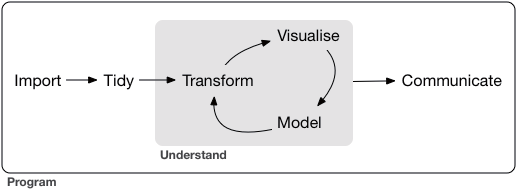 Visualise
Import
Tidy
Transform
Communicate
Model
Understand
Program